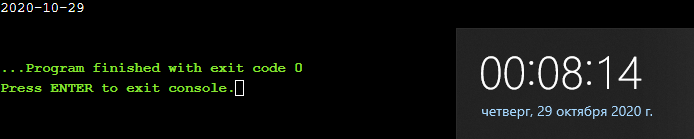 2020-10-29
...Program finished with exit code 0
Press ENTER to exit console.
00:08:14
четверг, 29 октября 2020 г.